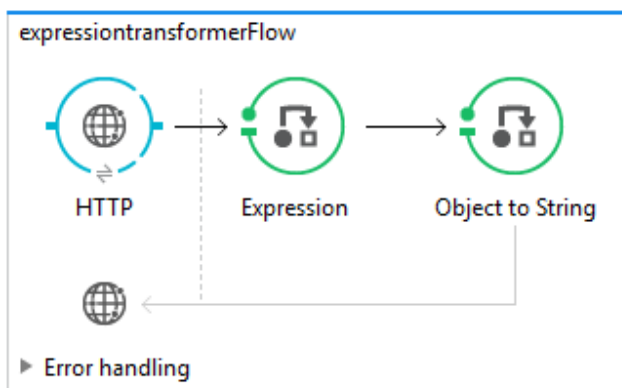 expressiontransformerFlow
HTTP
Expression
Object to String
Error handling